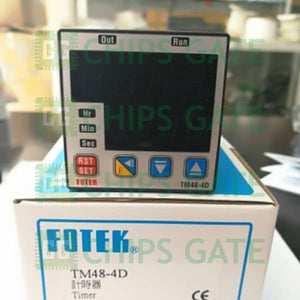 CHIPS GATE
Out Run
Hr
Min
Sec
RST
SET
FOTEK TM48-4D
CHIPS GATE
FOTEK®
CHIPS GATE
TM48-4D
計時器
Timer CE